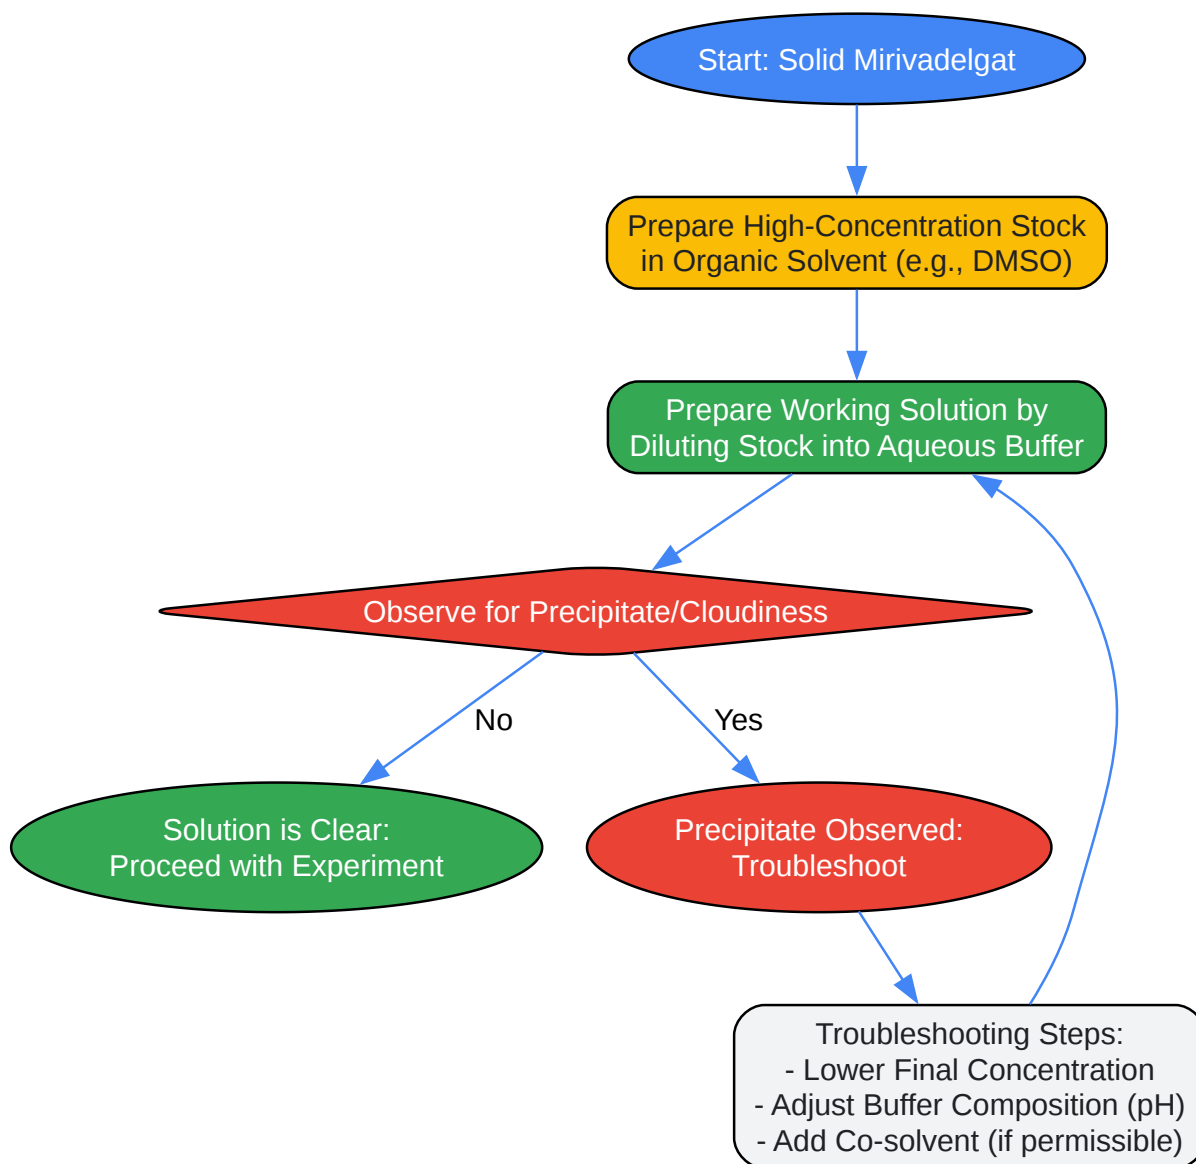 Start: Solid Mirivadelgat
Prepare High-Concentration Stock
in Organic Solvent (e.g., DMSO)
Prepare Working Solution by
Diluting Stock into Aqueous Buffer
Observe for Precipitate/Cloudiness
No
Yes
Solution is Clear:
Proceed with Experiment
Precipitate Observed:
Troubleshoot
Troubleshooting Steps:
- Lower Final Concentration
- Adjust Buffer Composition (pH)
- Add Co-solvent (if permissible)